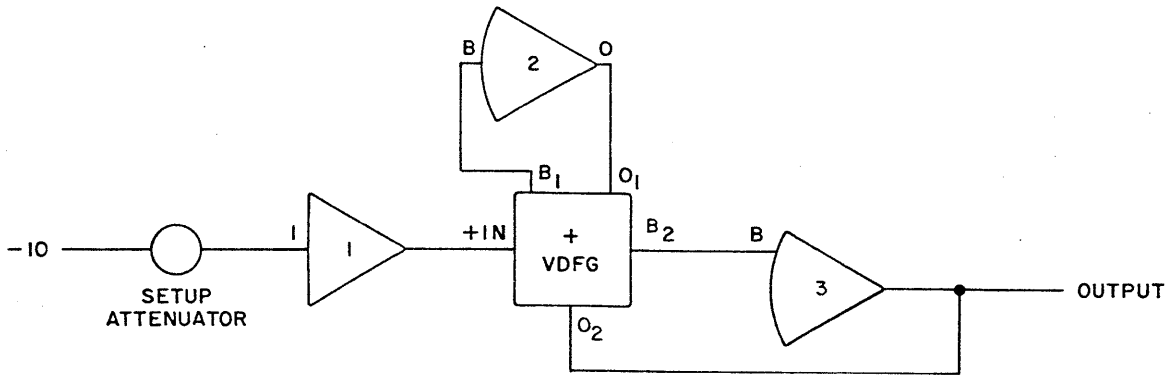 B
2
O
B1
O1
-10
SETUP
ATTENUATOR
1
1
+IN
+
VDFG
B2
B
3
OUTPUT
O2